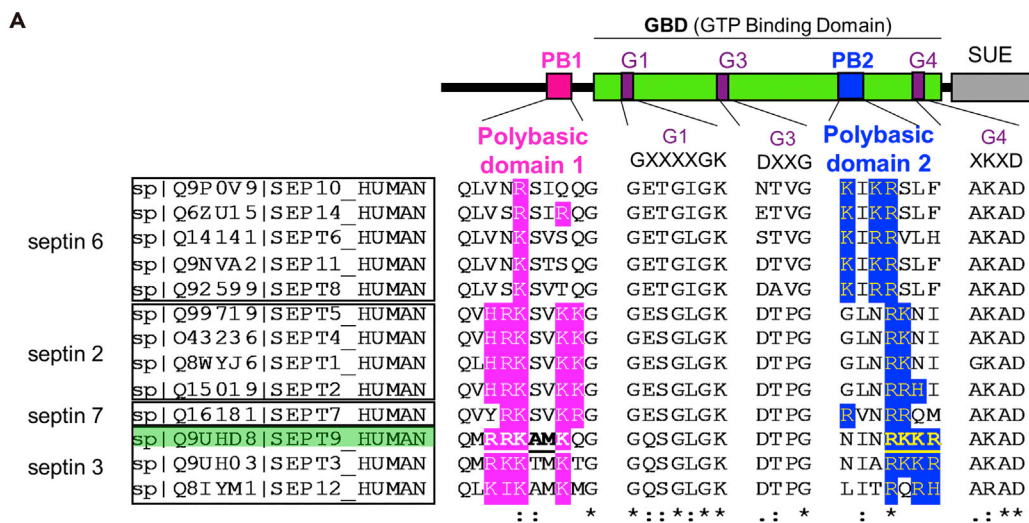 A
GBD (GTP Binding Domain)
PB1 G1 G3 PB2 G4 SUE
Polybasic domain 1 G1 G3 Polybasic domain 2 G4
GXXXXGK DXXG XKXD
sp|Q9P0V9|SEP10_HUMAN QLVNRSIQQG GETGIGK NTVG KIKRSLF AKAD
sp|Q6ZU15|SEP14_HUMAN QLVSRSIRQG GETGIGK ETVG KIKRSLF AKAD
septin 6 sp|Q14141|SEPT6_HUMAN QLVNKSVSQG GETGLGK STVG KIRRVLH AKAD
sp|Q9NVA2|SEP11_HUMAN QLVNKSTSQG GETGIGK DTVG KIKRSLF AKAD
sp|Q92599|SEPT8_HUMAN QLVSKSVTQG GETGIGK DAVG KIRRSLF AKAD
sp|Q99719|SEPT5_HUMAN QVHRKSVKKG GESGLGK DTPG GLNRKNI AKAD
septin 2 sp|O43236|SEPT4_HUMAN QVHRKSVKKG GESGLGK DTPG GLNRKNI AKAD
sp|Q8WYJ6|SEPT1_HUMAN QVHRKSVKKG GESGLGK DTPG GLNRKNI GKAD
sp|Q15019|SEPT2_HUMAN QVHRKSVKKG GESGLGK DTPG GLNRRHI AKAD
septin 7 sp|Q16181|SEPT7_HUMAN QVYRKSVKRG GESGLGK DTPG RVNRRQM AKAD
sp|Q9UHD8|SEPT9_HUMAN QMRRKAMKQG GQSGLGK DTPG NINRKKR AKAD
septin 3 sp|Q9UH03|SEPT3_HUMAN QMRKKTMKTG GQSGLGK DTPG NIARKKR AKAD
sp|Q8IYM1|SEP12_HUMAN QLKIKAMKMG GQSGLGK DTPG LITRQRH ARAD
:: * *::*:** .:* * .:**